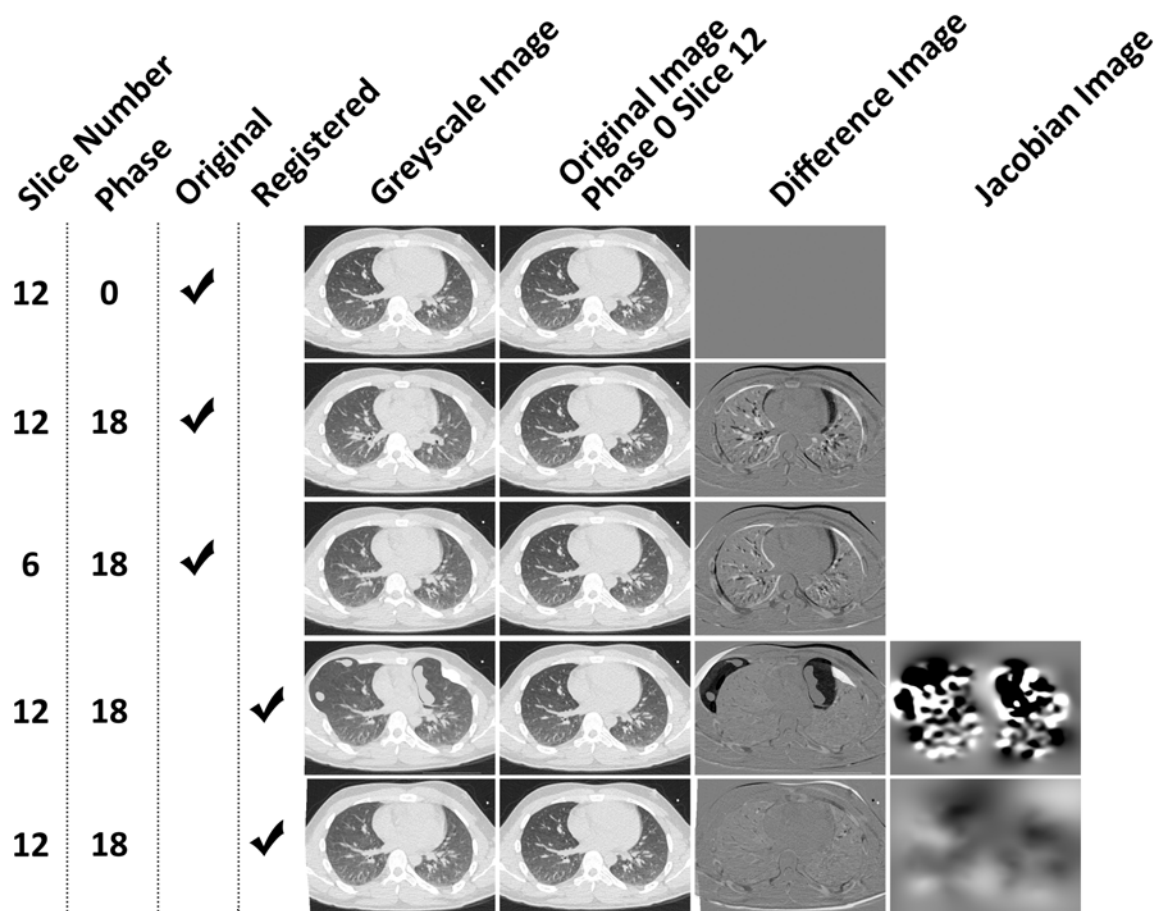 Slice Number
Phase
Original
Registered
Greyscale Image
Original Image
Phase 0 Slice 12
Difference Image
Jacobian Image
12 0 ✔
12 18 ✔
6 18 ✔
12 18 ✔
12 18 ✔